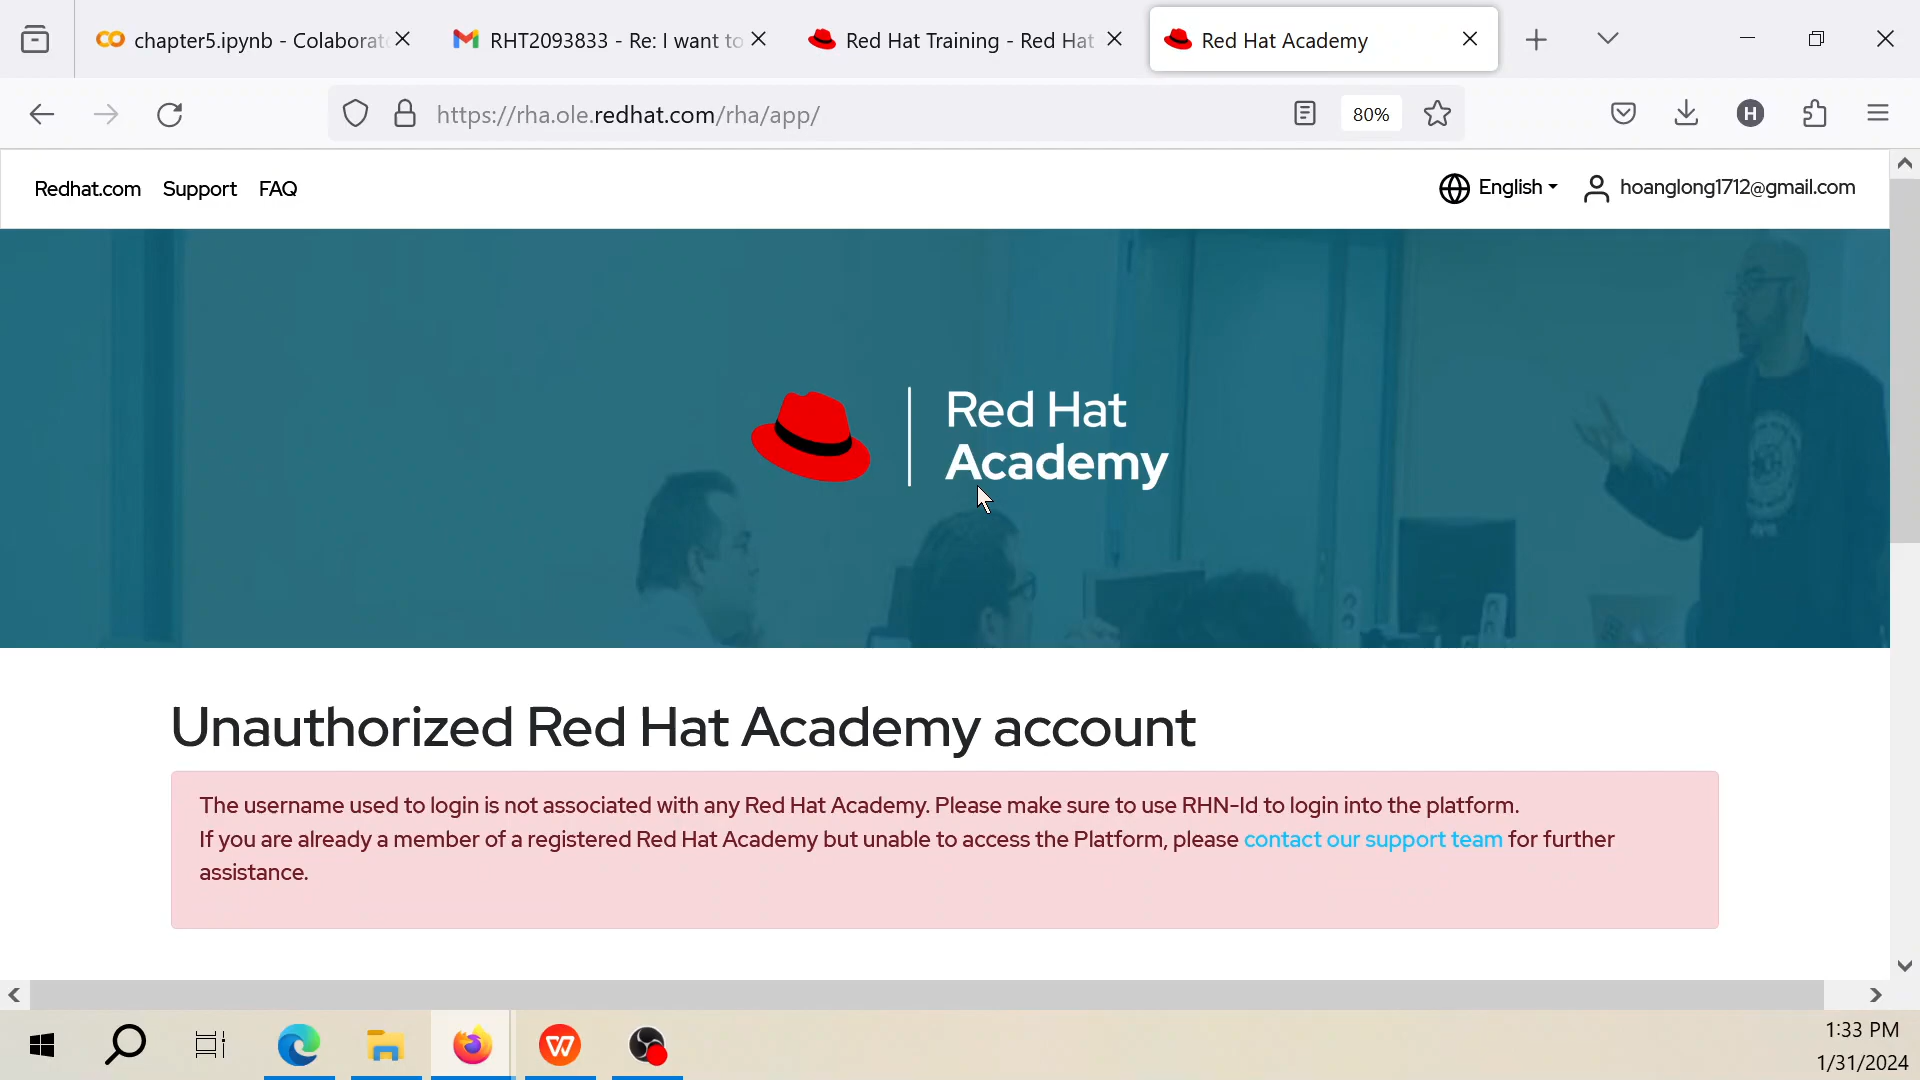 chapter5.ipynb - Colaborat
RHT2093833 - Re: I want to
Red Hat Training - Red Hat
Red Hat Academy
https://rha.ole.redhat.com/rha/app/
80%
H
Redhat.com Support FAQ
English
hoanglong1712@gmail.com
Red Hat
Academy
Unauthorized Red Hat Academy account
The username used to login is not associated with any Red Hat Academy. Please make sure to use RHN-Id to login into the platform.
If you are already a member of a registered Red Hat Academy but unable to access the Platform, please contact our support team for further
assistance.
1:33 PM
1/31/2024